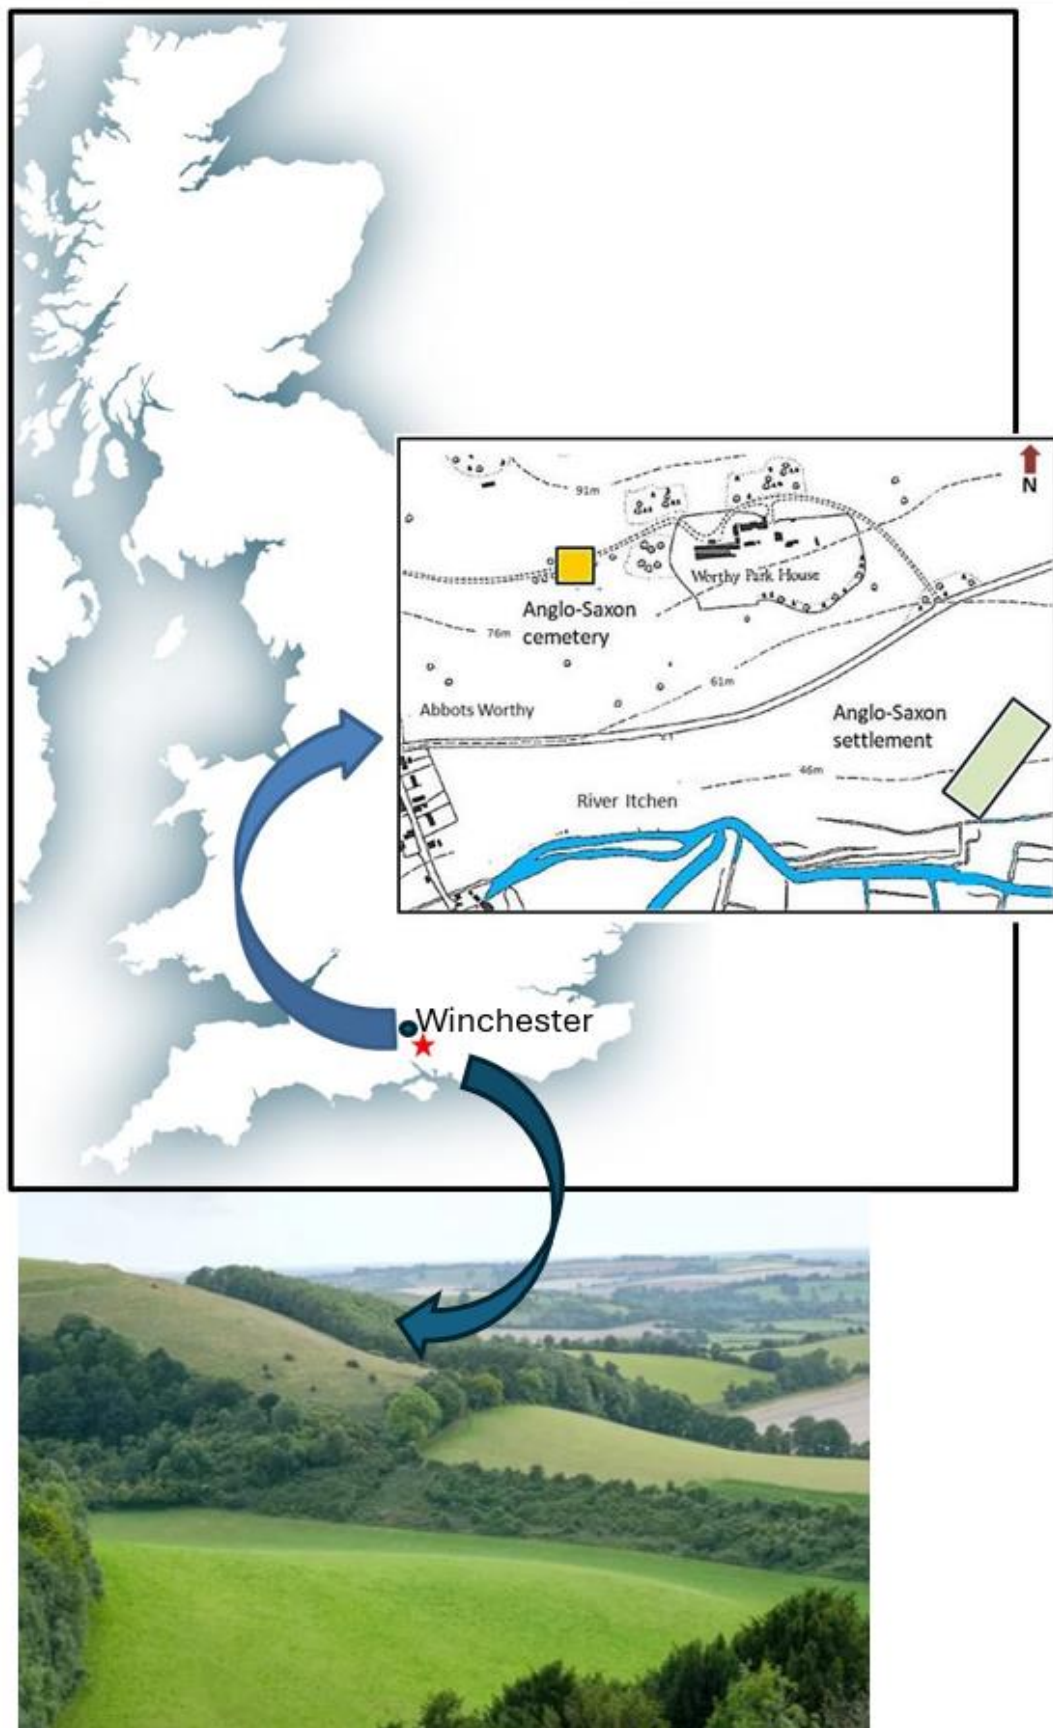 N
91m
Worthy Park House
Anglo-Saxon
cemetery
76m
61m
Abbots Worthy
Anglo-Saxon
settlement
46m
River Itchen
Winchester